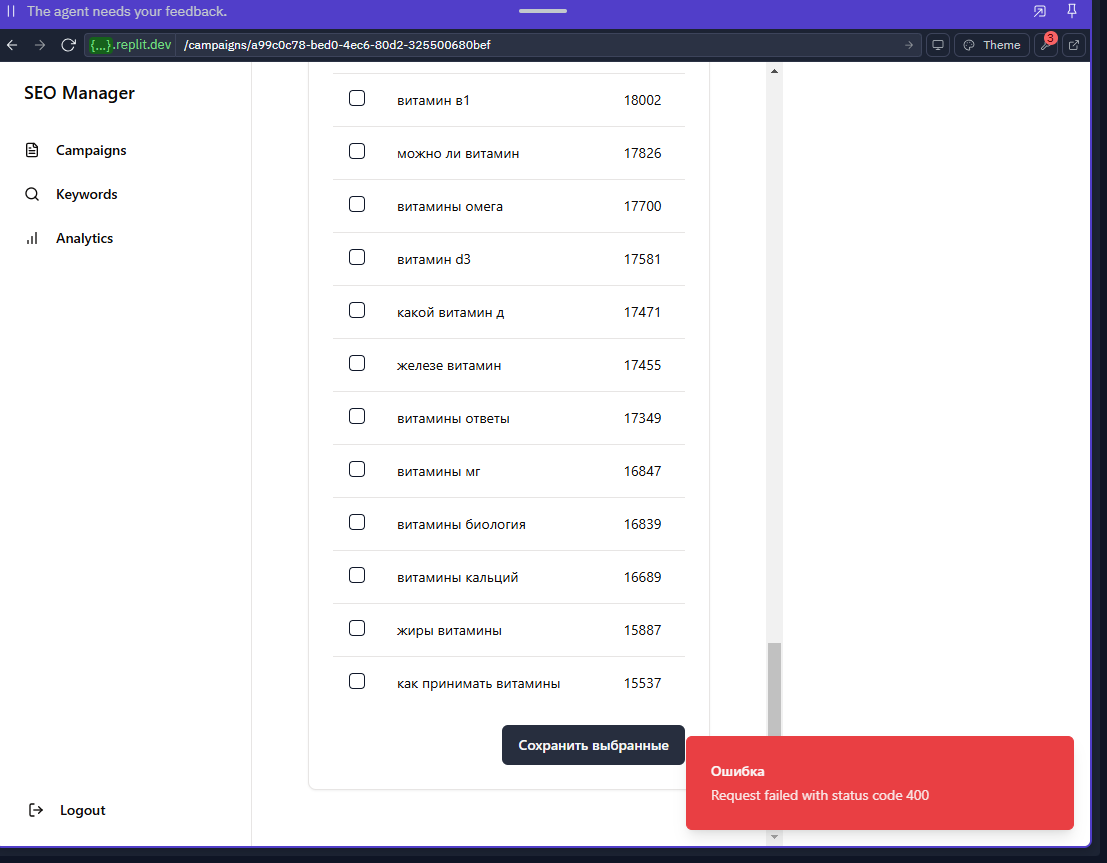 The agent needs your feedback.
{...}.replit.dev /campaigns/a99c0c78-bed0-4ec6-80d2-325500680bef Theme 3
SEO Manager
Campaigns
Keywords
Analytics
витамин в1 18002
можно ли витамин 17826
витамины омега 17700
витамин d3 17581
какой витамин д 17471
железе витамин 17455
витамины ответы 17349
витамины мг 16847
витамины биология 16839
витамины кальций 16689
жиры витамины 15887
как принимать витамины 15537
Сохранить выбранные
Ошибка
Request failed with status code 400
Logout